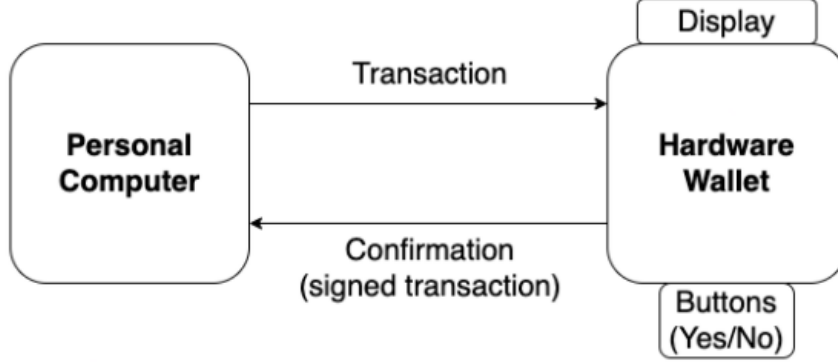 Display
Transaction
Personal
Computer
Hardware
Wallet
Confirmation
(signed transaction)
Buttons
(Yes/No)